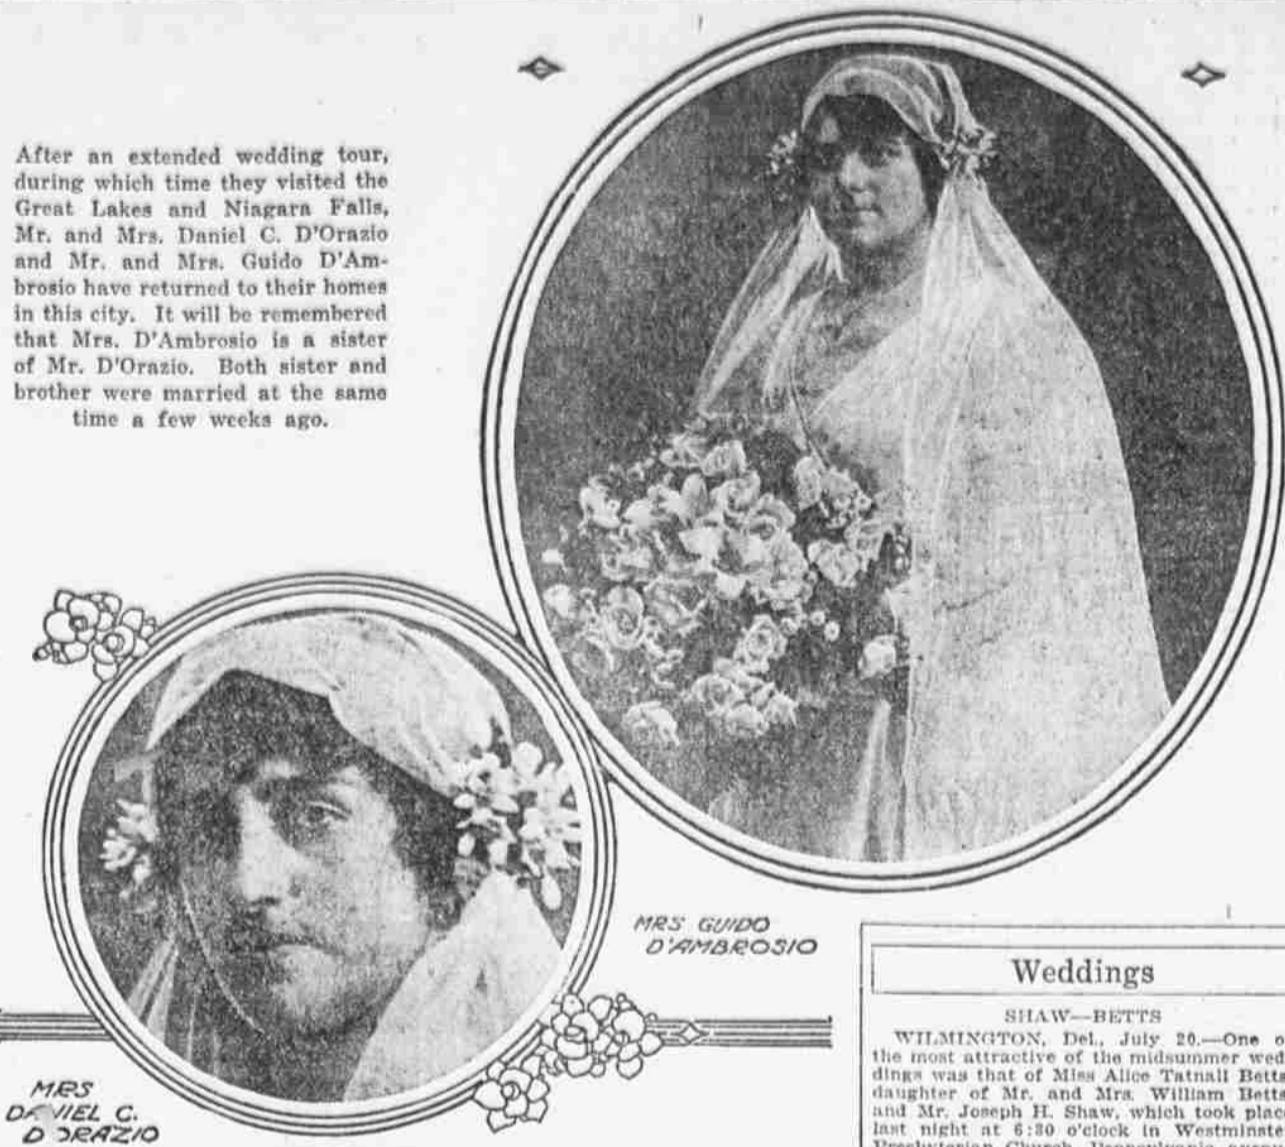 After an extended wedding tour,
during which time they visited the
Great Lakes and Niagara Falls,
Mr. and Mrs. Daniel C. D'Orazio
and Mr. and Mrs. Guido D'Am-
brosio have returned to their homes
in this city. It will be remembered
that Mrs. D'Ambrosio is a sister
of Mr. D'Orazio. Both sister and
brother were married at the same
time a few weeks ago.
MRS GUIDO
D'AMBROSIO
MRS
DANIEL C.
D'ORAZIO
Weddings
SHAW—BETTS
WILMINGTON, Del., July 20.—One o
the most attractive of the midsummer wed
dings was that of Miss Alice Tatnall Betts
daughter of Mr. and Mrs. William Betts
and Mr. Joseph H. Shaw, which took plac
last night at 6:30 o'clock in Westminste
Presbyterian Church, Pennsylvania